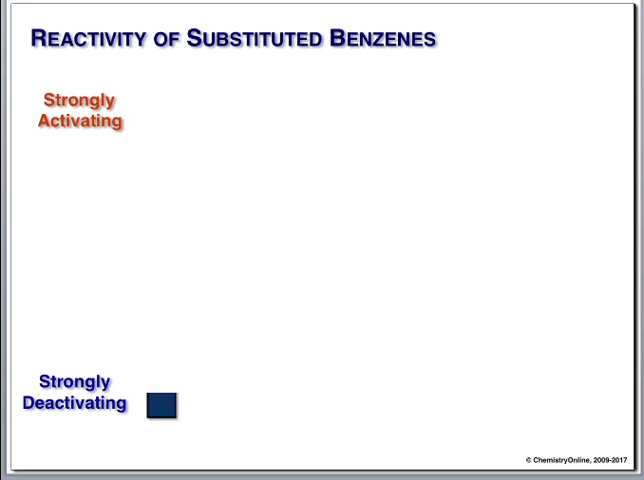 REACTIVITY OF SUBSTITUTED BENZENES
Strongly
Activating
Strongly
Deactivating
© ChemistryOnline, 2009-2017